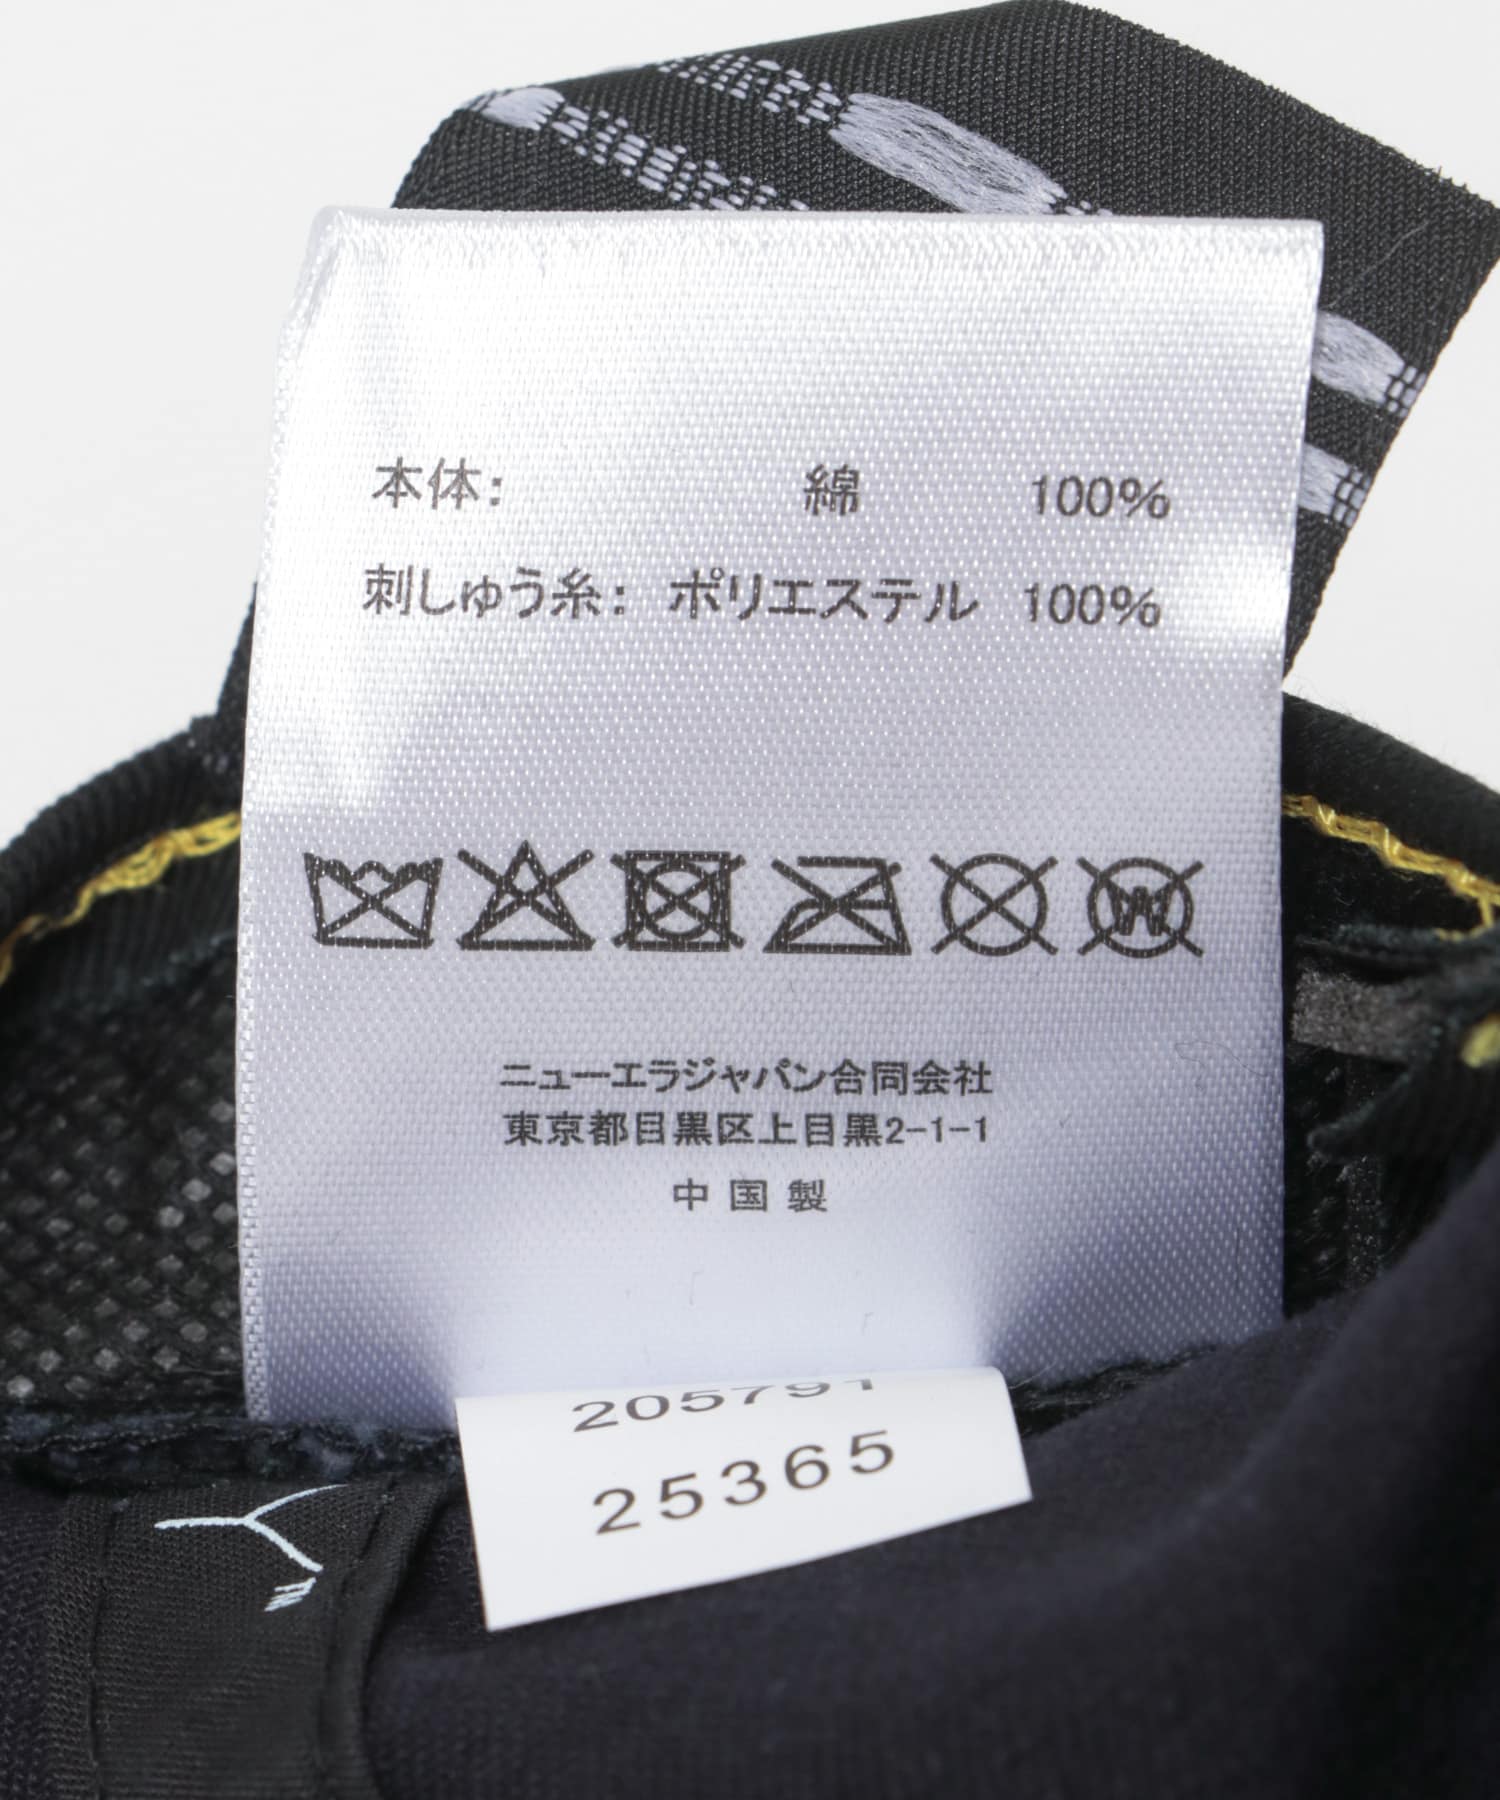 本体: 綿 100%
刺しゅう糸: ポリエステル 100%
W
ニューエラジャパン合同会社
東京都目黒区上目黒2-1-1
中国製
205791
25365